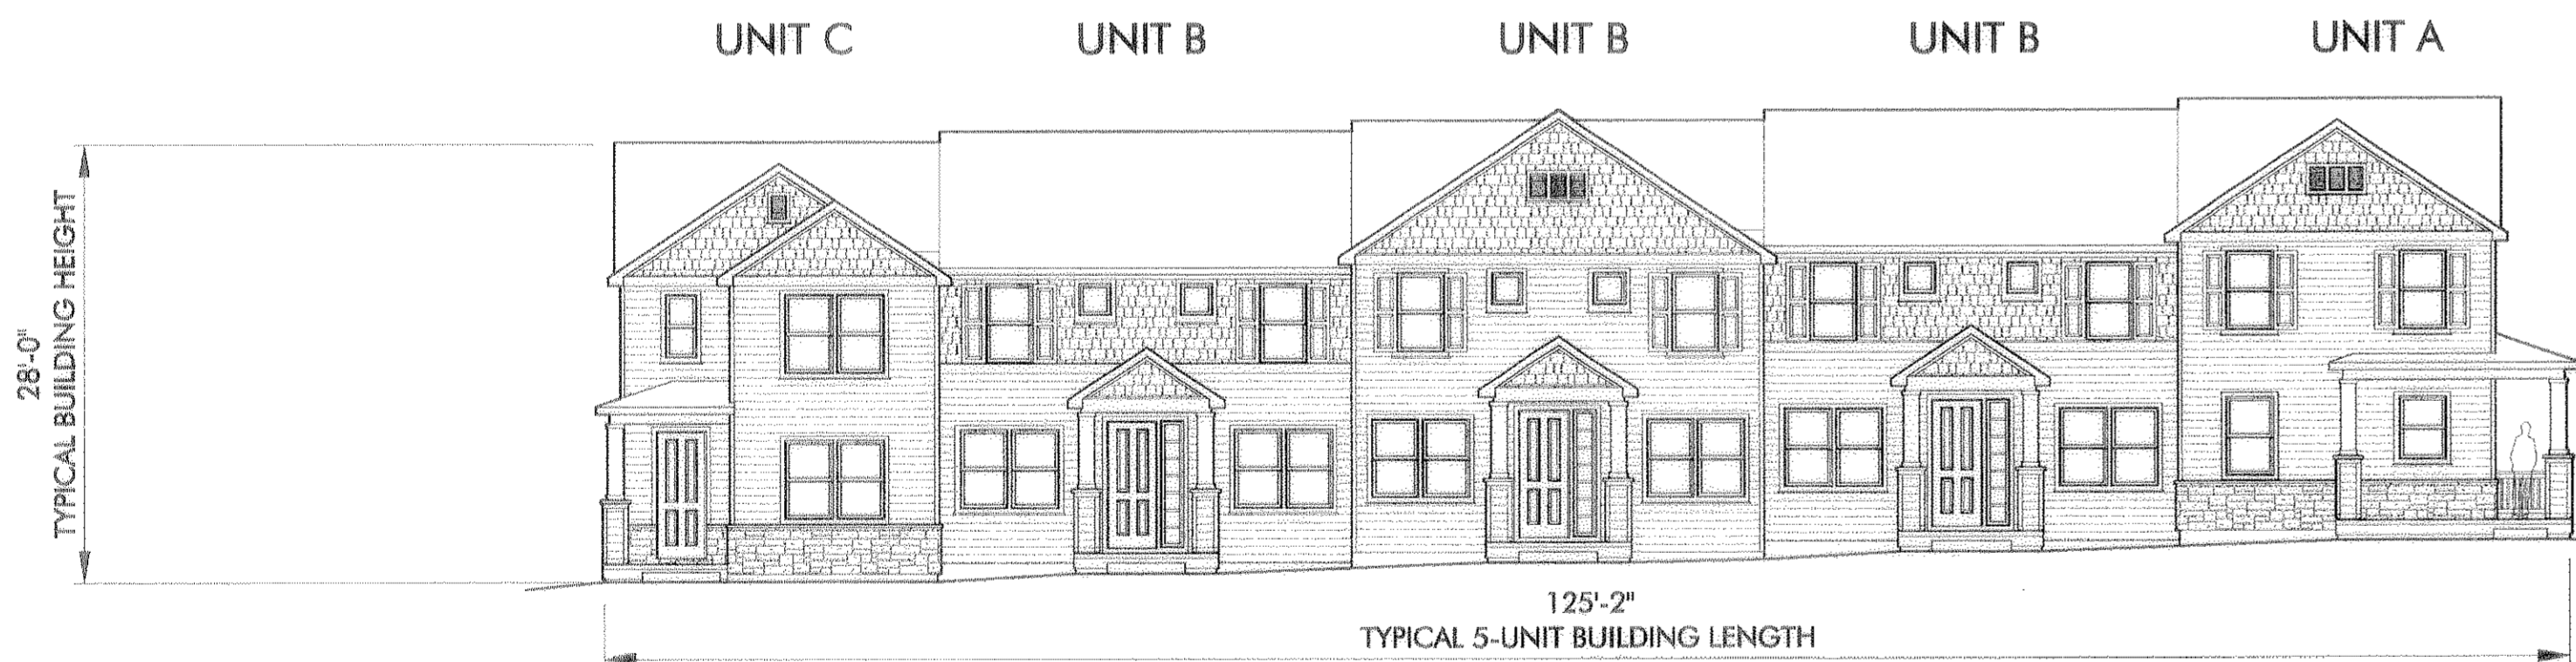 UNIT C
UNIT B
UNIT B
UNIT B
UNIT A
28'-0"
TYPICAL BUILDING HEIGHT
125'-2"
TYPICAL 5-UNIT BUILDING LENGTH